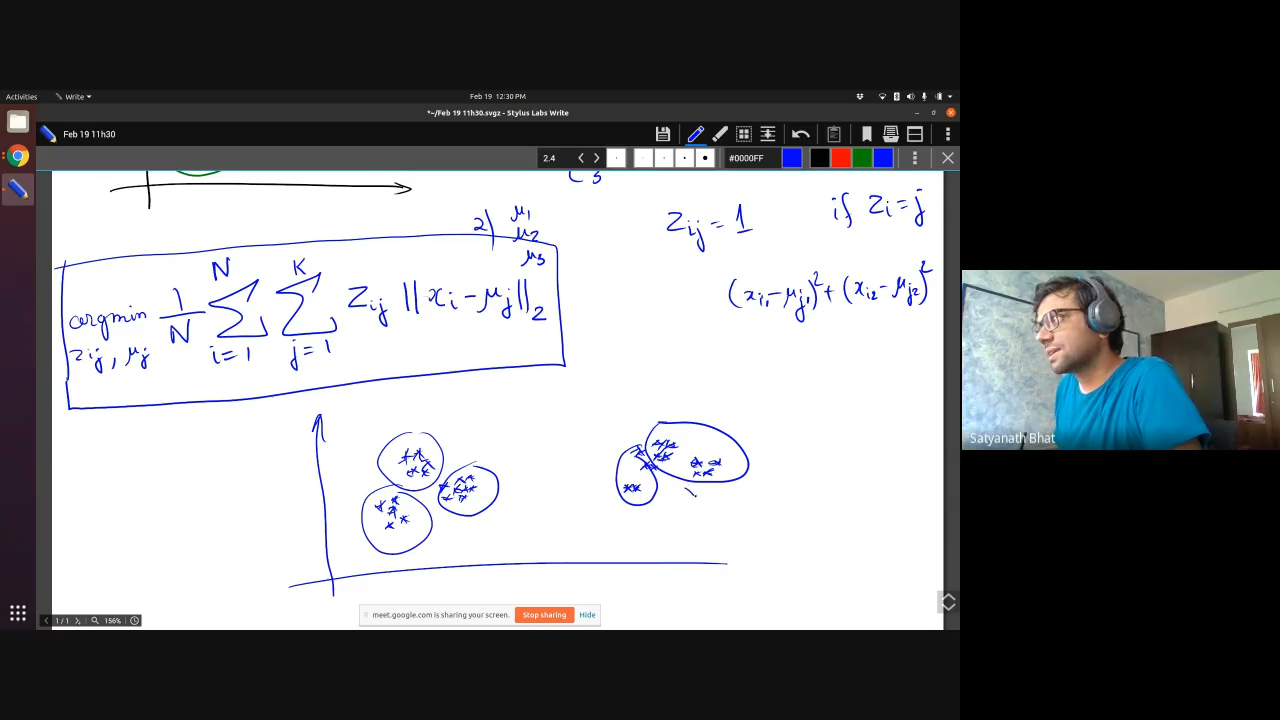 Activities
Write
Feb 19 12:30 PM
*~/Feb 19 11h30.svgz - Stylus Labs Write
Feb 19 11h30
2.4
#0000FF
C3
2) μ1
μ2
μ3
Zij = 1 if Zi = j
argmin 1/N N∑i=1 K∑j=1 Zij ||xi - μj||2
zij, μj
(xi1 - μj1)² + (xi2 - μj2)²
Satyanath Bhat
meet.google.com is sharing your screen.
Stop sharing
Hide
1 / 1
156%